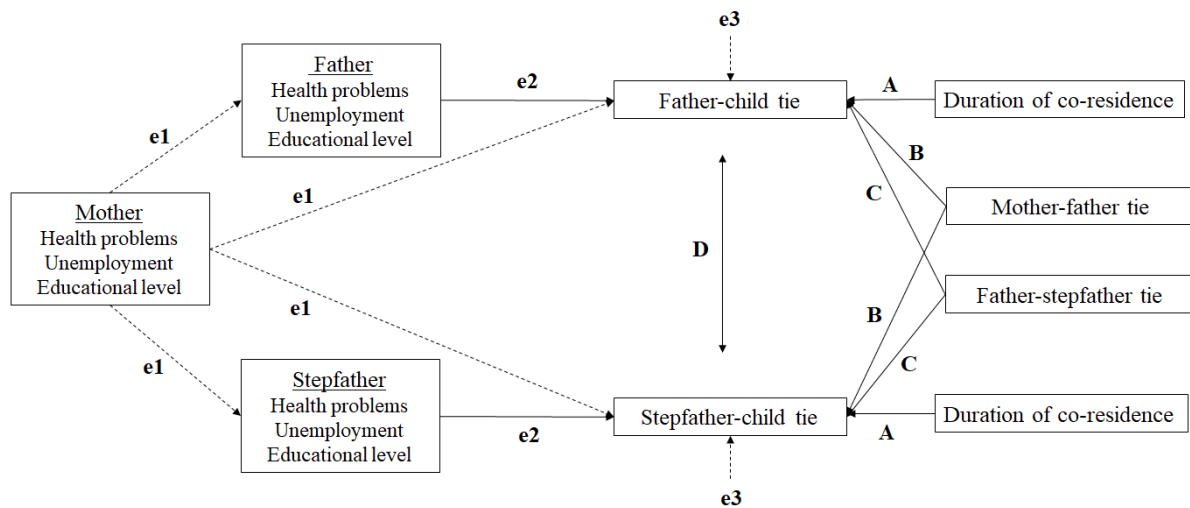 e3
Father
Health problems
Unemployment
Educational level
e2
Father-child tie
A
Duration of co-residence
e1
e1
B
C
Mother-father tie
Mother
Health problems
Unemployment
Educational level
D
Father-stepfather tie
e1
B
C
e1
Stepfather
Health problems
Unemployment
Educational level
e2
Stepfather-child tie
A
Duration of co-residence
e3